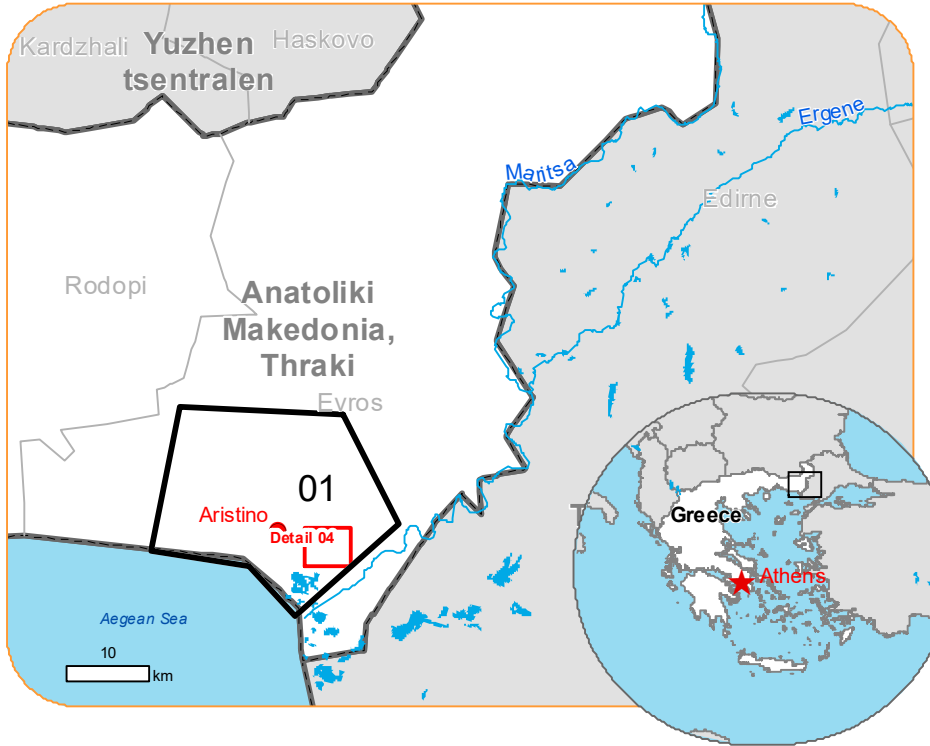 Kardzhali
Yuzhen
tsentralen
Haskovo
Ergene
Maritsa
Edirne
Rodopi
Anatoliki
Makedonia,
Thraki
Evros
01
Aristino
Detail 04
Greece
Athens
Aegean Sea
10
km